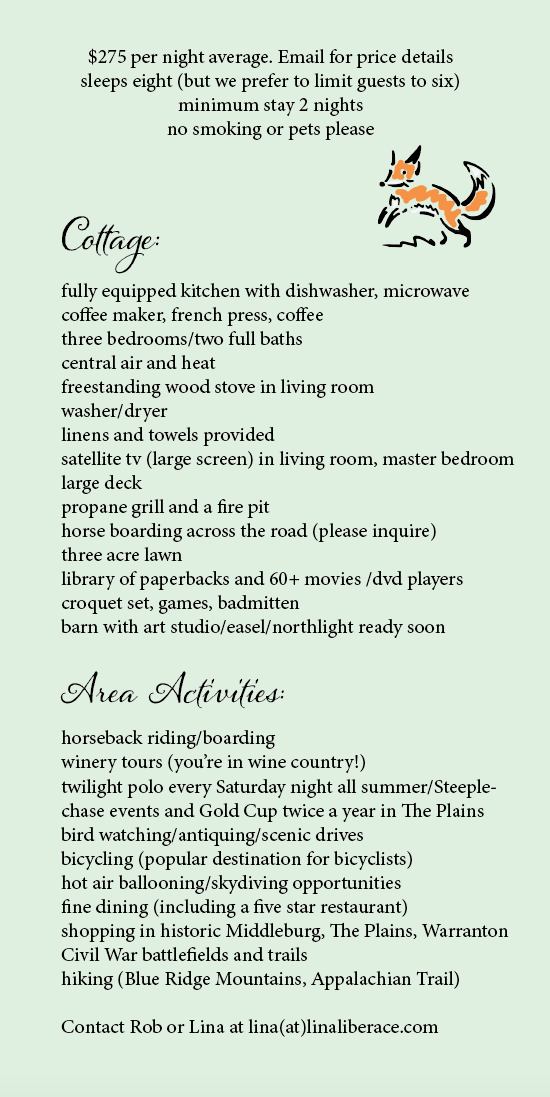 $275 per night average. Email for price details
sleeps eight (but we prefer to limit guests to six)
minimum stay 2 nights
no smoking or pets please
Cottage:
fully equipped kitchen with dishwasher, microwave
coffee maker, french press, coffee
three bedrooms/two full baths
central air and heat
freestanding wood stove in living room
washer/dryer
linens and towels provided
satellite tv (large screen) in living room, master bedroom
large deck
propane grill and a fire pit
horse boarding across the road (please inquire)
three acre lawn
library of paperbacks and 60+ movies /dvd players
croquet set, games, badmitten
barn with art studio/easel/northlight ready soon
Area Activities:
horseback riding/boarding
winery tours (you're in wine country!)
twilight polo every Saturday night all summer/Steeple-
chase events and Gold Cup twice a year in The Plains
bird watching/antiquing/scenic drives
bicycling (popular destination for bicyclists)
hot air ballooning/skydiving opportunities
fine dining (including a five star restaurant)
shopping in historic Middleburg, The Plains, Warranton
Civil War battlefields and trails
hiking (Blue Ridge Mountains, Appalachian Trail)
Contact Rob or Lina at lina(at)linaliberace.com